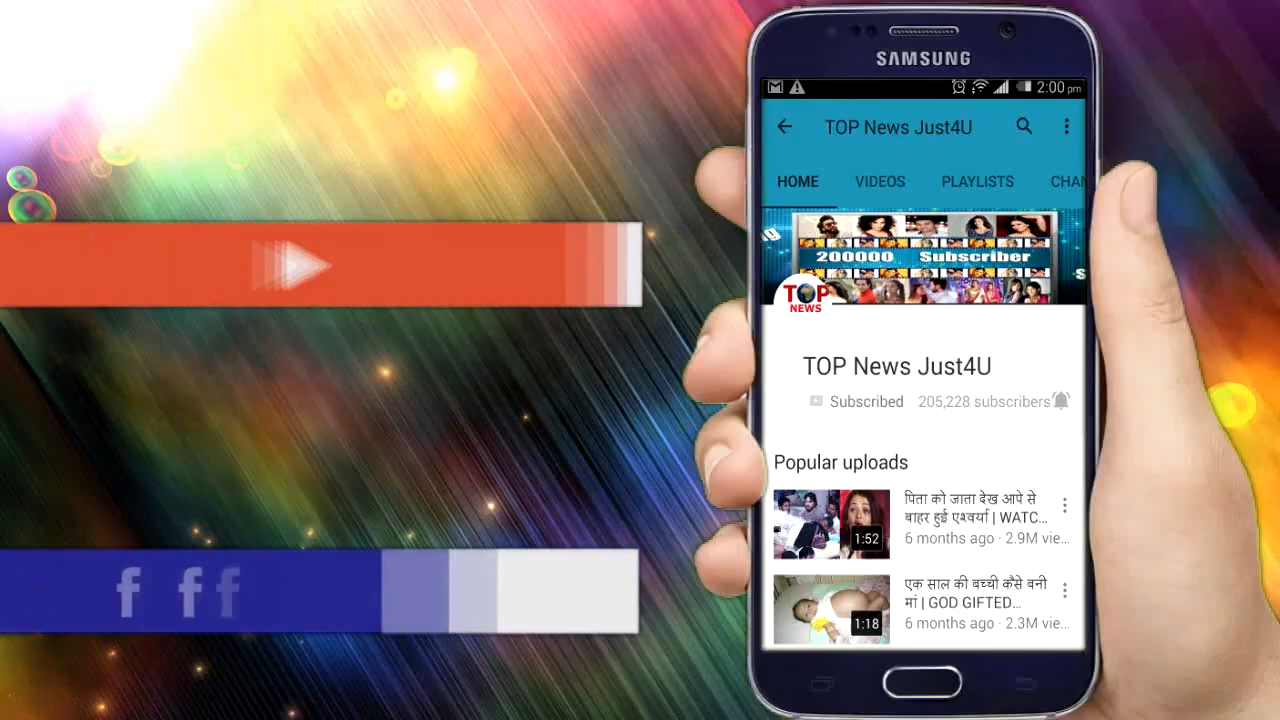 SAMSUNG
2:00 pm
TOP News Just4U
HOME VIDEOS PLAYLISTS CHAN
200000 Subscriber
TOP
NEWS
TOP News Just4U
Subscribed 205,228 subscribers
Popular uploads
पिता को जाता देख आपे से
बाहर हुई एश्वर्या | WATC...
6 months ago · 2.9M vie...
1:52
एक साल की बच्ची कैसे बनी
मां | GOD GIFTED...
6 months ago · 2.3M vie...
1:18
f f f